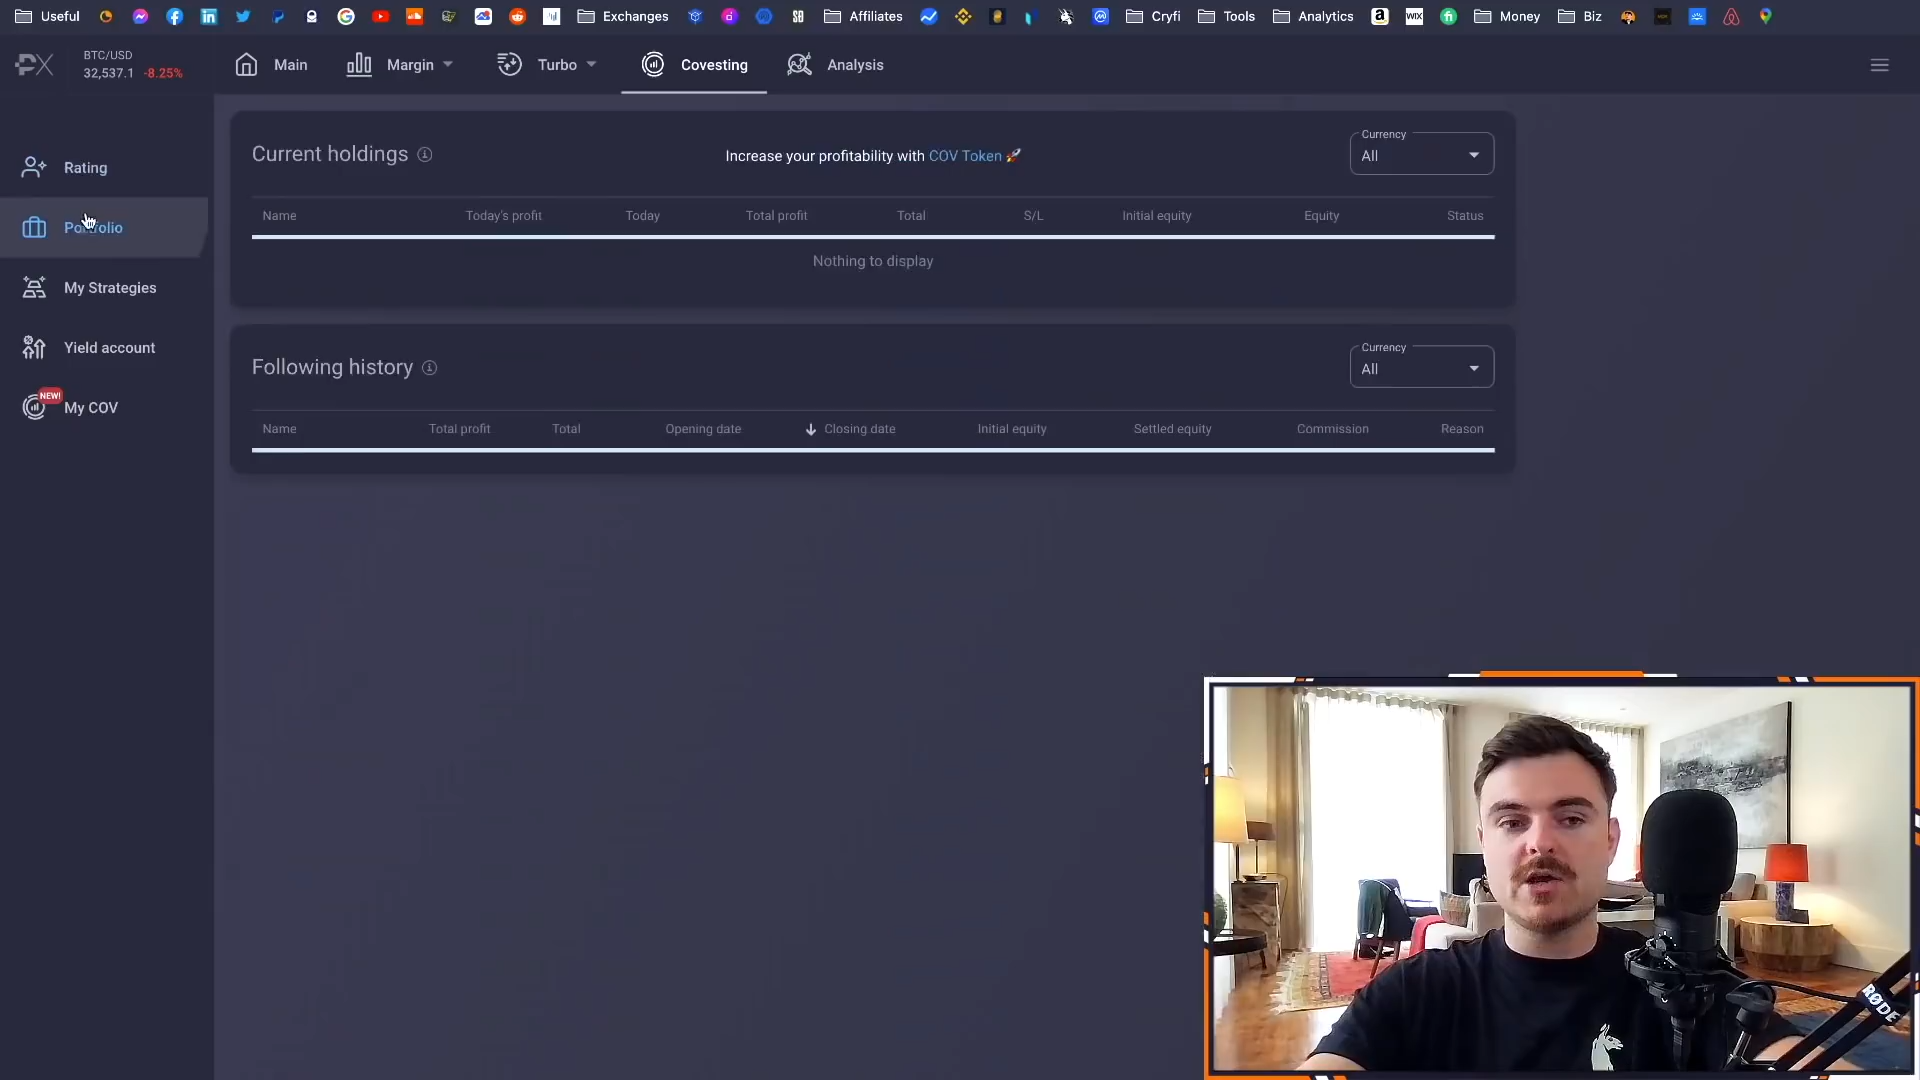 Useful
Exchanges
Affiliates
Cryfi
Tools
Analytics
WIX
Money
Biz
PX
BTC/USD
32,537.1 -8.25%
Main
Margin
Turbo
Covesting
Analysis
Rating
Portfolio
My Strategies
Yield account
NEW!
My COV
Current holdings
Increase your profitability with COV Token 🚀
Currency
All
Name Today's profit Today Total profit Total S/L Initial equity Equity Status
Nothing to display
Following history
Currency
All
Name Total profit Total Opening date Closing date Initial equity Settled equity Commission Reason
RØDE